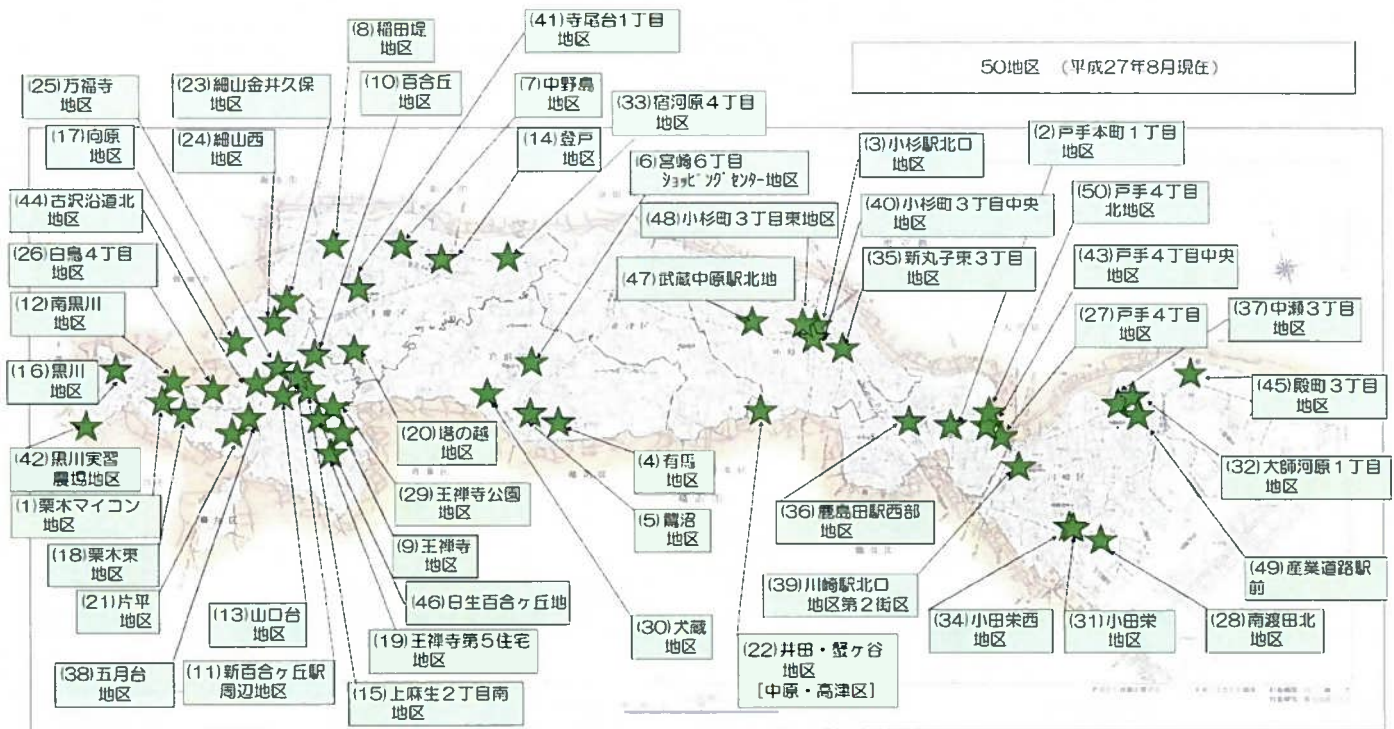 50地区 （平成27年8月現在）
(41)寺尾台1丁目
地区
(8)稲田堤
地区
(25)万福寺
地区
(23)細山金井久保
地区
(10)百合丘
地区
(7)中野島
地区
(33)宿河原4丁目
地区
(17)向原
地区
(24)細山西
地区
(14)登戸
地区
(6)宮崎6丁目
ショッピングセンター地区
(3)小杉駅北口
地区
(2)戸手本町1丁目
地区
(44)古沢沿道北
地区
(48)小杉町3丁目東地区
(40)小杉町3丁目中央
地区
(50)戸手4丁目
北地区
(26)白鳥4丁目
地区
(47)武蔵中原駅北地
(35)新丸子東3丁目
地区
(43)戸手4丁目中央
地区
(12)南黒川
地区
(27)戸手4丁目
地区
(37)中瀬3丁目
地区
(16)黒川
地区
(45)殿町3丁目
地区
(42)黒川実習
農場地区
(20)塔の越
地区
(4)有馬
地区
(32)大師河原1丁目
地区
(1)栗木マイコン
地区
(29)王禅寺公園
地区
(5)鷺沼
地区
(36)鹿島田駅西部
地区
(18)栗木東
地区
(9)王禅寺
地区
(49)産業道路駅
前
(21)片平
地区
(13)山口台
地区
(46)日生百合ヶ丘地
(39)川崎駅北口
地区第2街区
(34)小田栄西
地区
(31)小田栄
地区
(28)南渡田北
地区
(38)五月台
地区
(11)新百合ヶ丘駅
周辺地区
(19)王禅寺第5住宅
地区
(30)犬蔵
地区
(22)井田・蟹ヶ谷
地区
[中原・高津区]
(15)上麻生2丁目南
地区